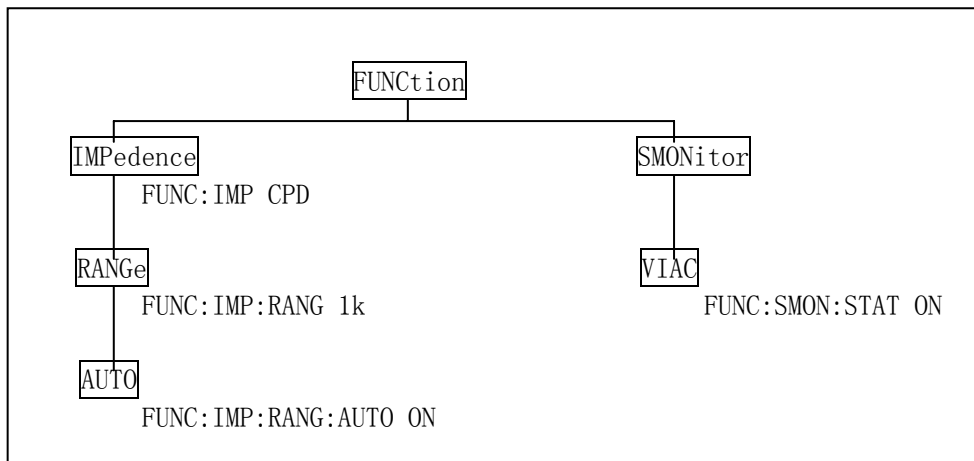 FUNCtion
IMPedence
SMONitor
FUNC:IMP CPD
RANGe
VIAC
FUNC:IMP:RANG 1k
FUNC:SMON:STAT ON
AUTO
FUNC:IMP:RANG:AUTO ON